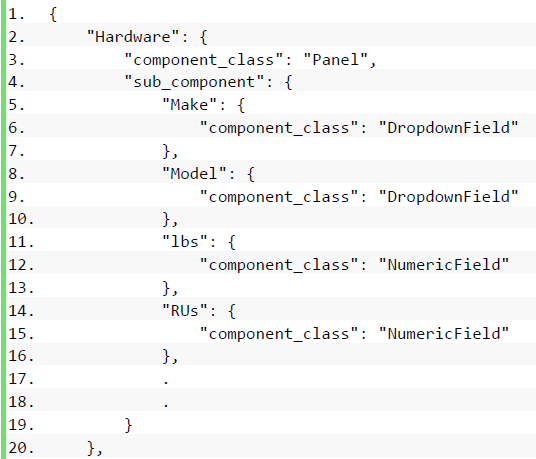 1. {
2.     "Hardware": {
3.         "component_class": "Panel",
4.         "sub_component": {
5.             "Make": {
6.                 "component_class": "DropdownField"
7.             },
8.             "Model": {
9.                 "component_class": "DropdownField"
10.             },
11.             "lbs": {
12.                 "component_class": "NumericField"
13.             },
14.             "RUs": {
15.                 "component_class": "NumericField"
16.             },
17.             .
18.             .
19.         }
20.     },